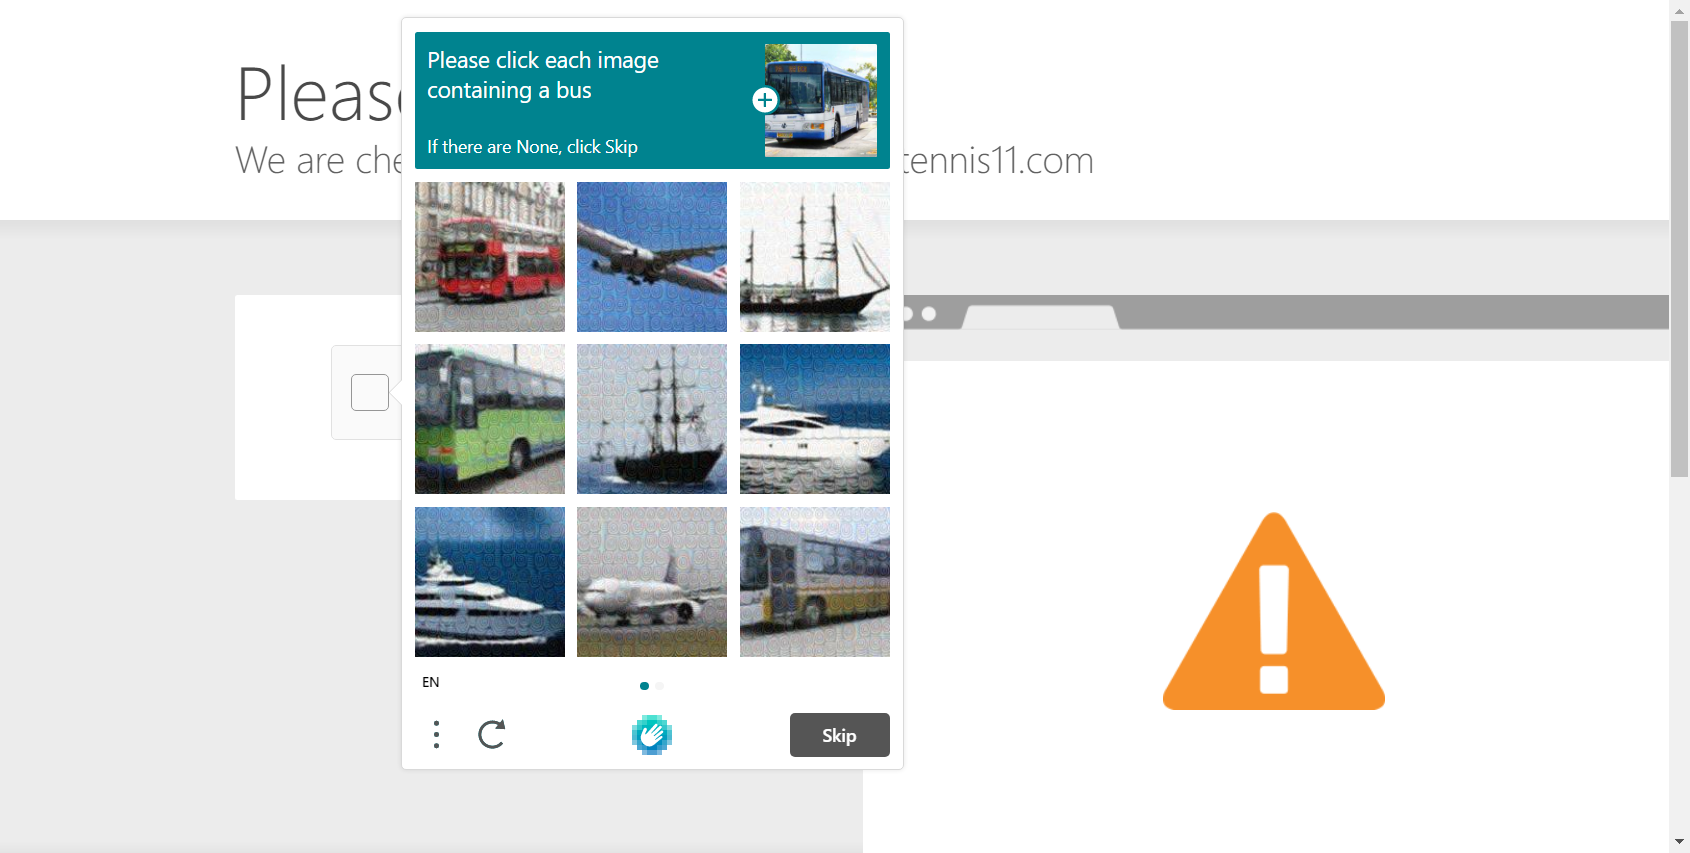 Pleas
We are che
tennis11.com
Please click each image
containing a bus
If there are None, click Skip
EN
Skip